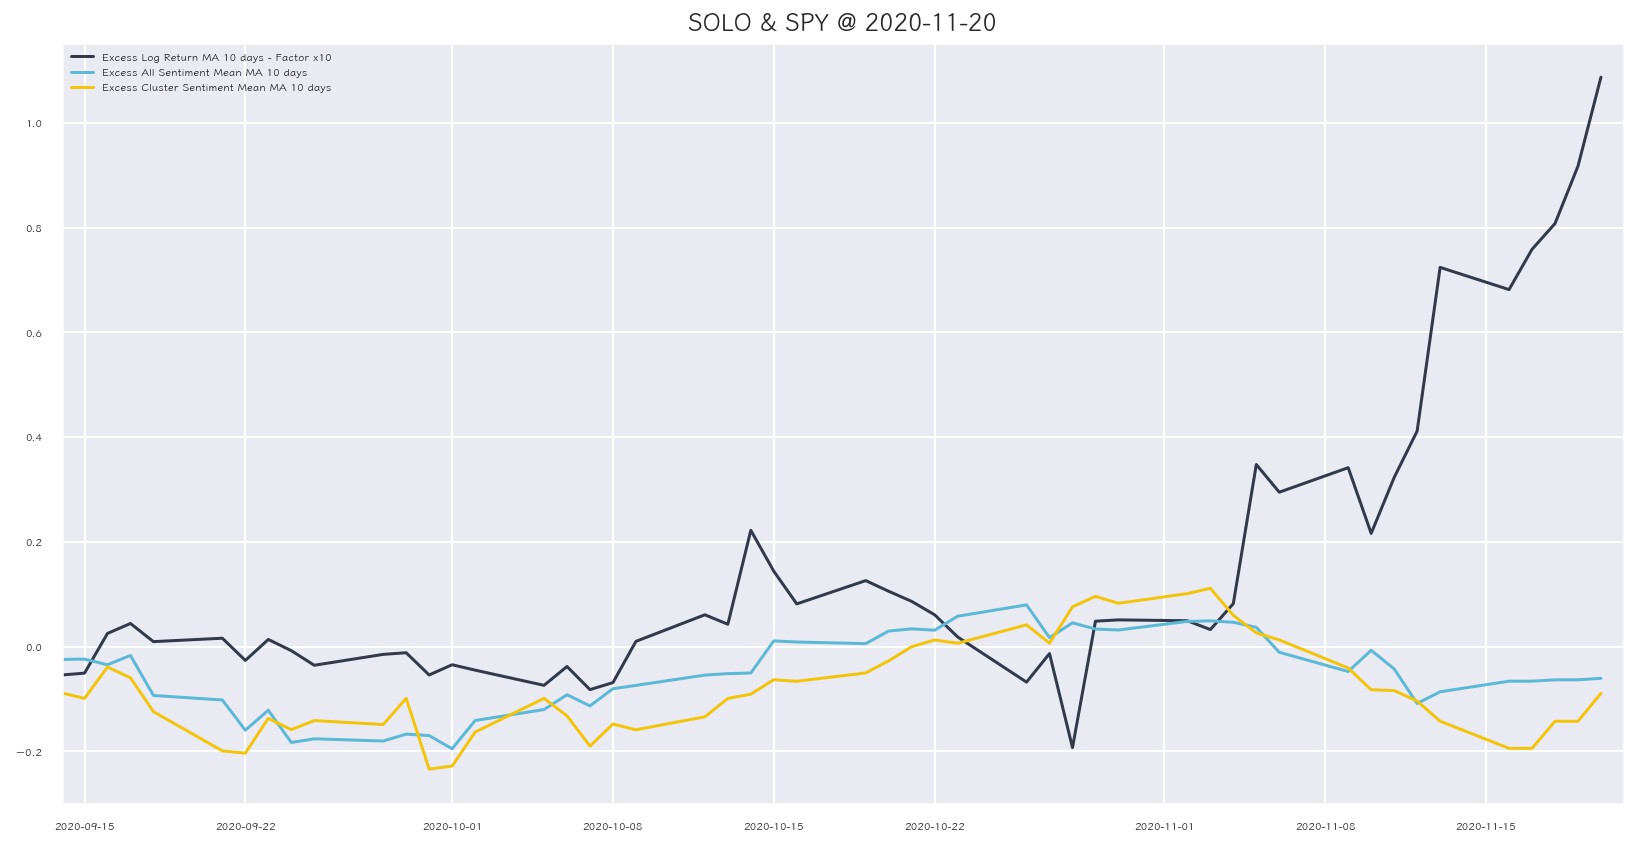 SOLO & SPY @ 2020-11-20
Excess Log Return MA 10 days - Factor x10
Excess All Sentiment Mean MA 10 days
Excess Cluster Sentiment Mean MA 10 days
1.0
0.8
0.6
0.4
0.2
0.0
−0.2
2020-09-15 2020-09-22 2020-10-01 2020-10-08 2020-10-15 2020-10-22 2020-11-01 2020-11-08 2020-11-15